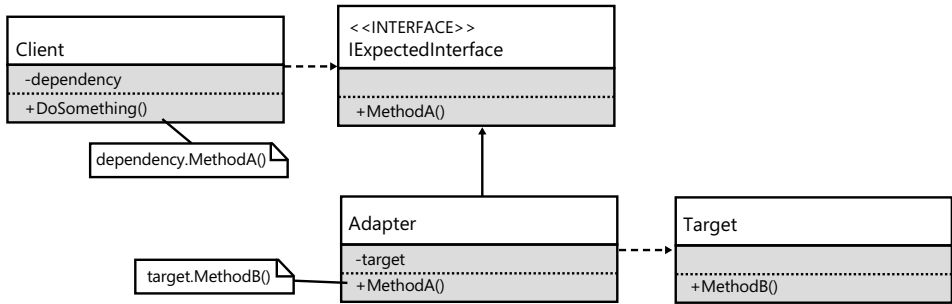 Client
-dependency
+DoSomething()
dependency.MethodA()
<<INTERFACE>>
IExpectedInterface
+MethodA()
Adapter
-target
+MethodA()
target.MethodB()
Target
+MethodB()